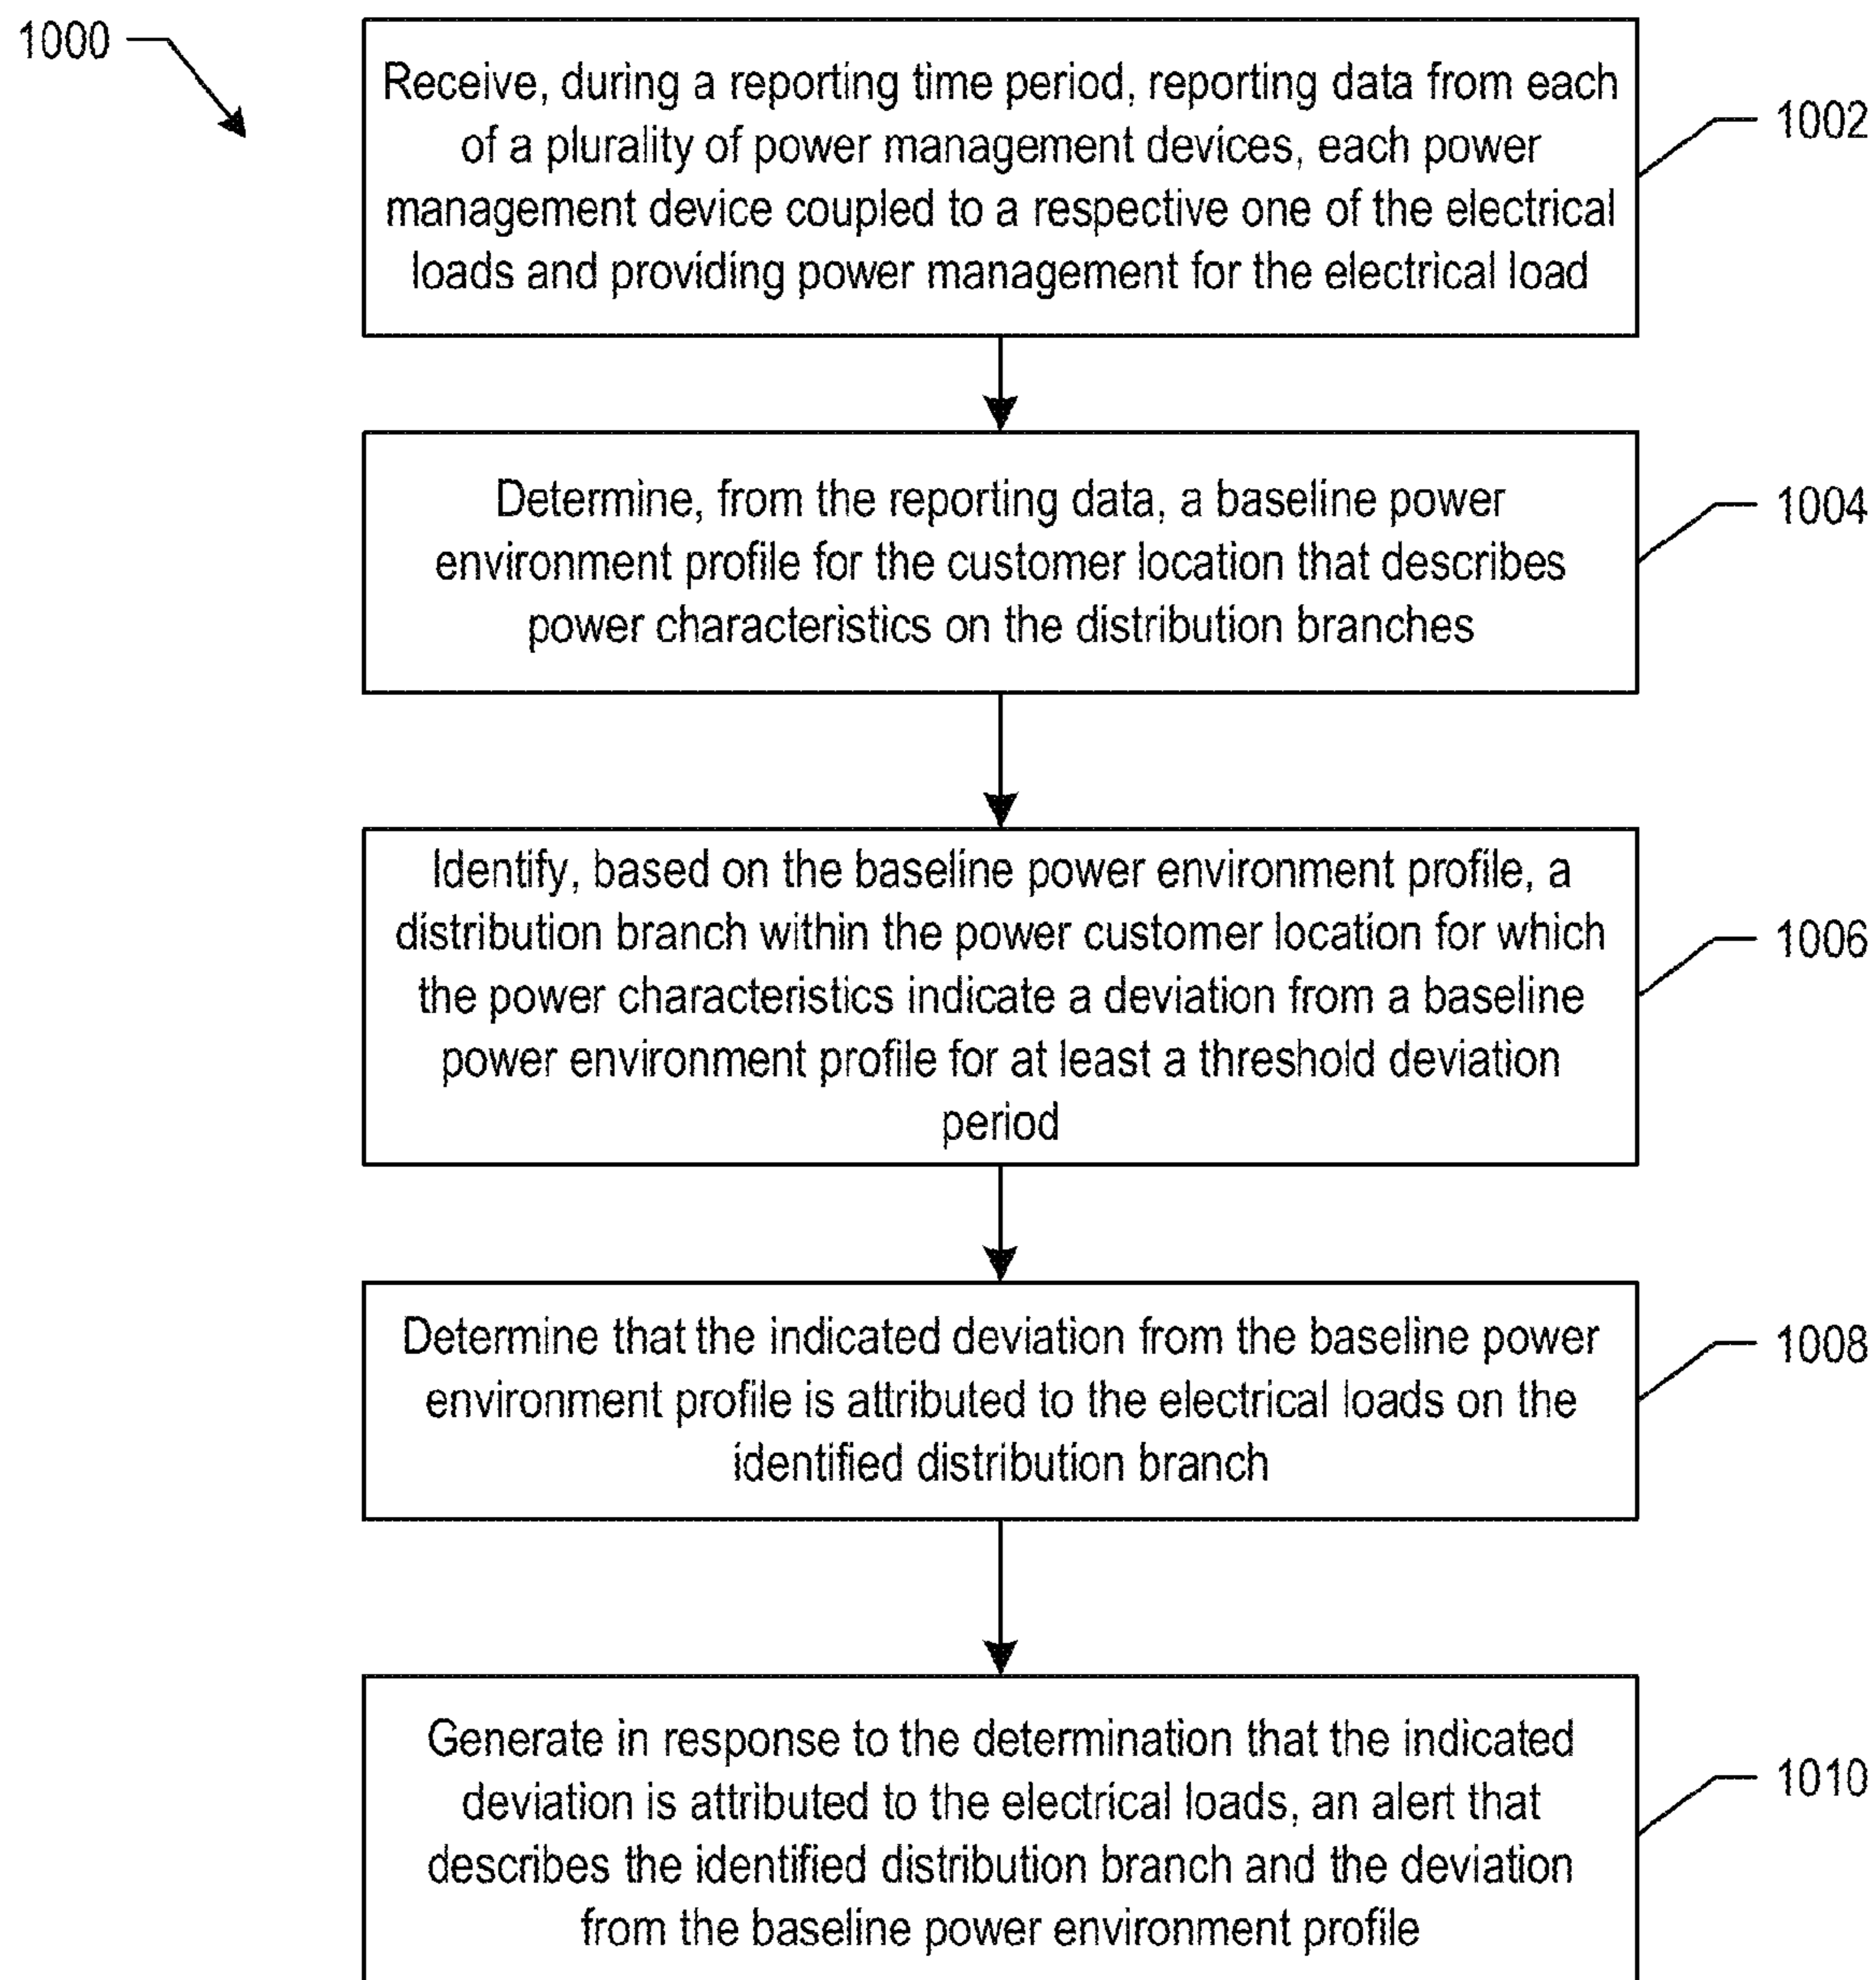 1000
Receive, during a reporting time period, reporting data from each
of a plurality of power management devices, each power
management device coupled to a respective one of the electrical
loads and providing power management for the electrical load
1002
Determine, from the reporting data, a baseline power
environment profile for the customer location that describes
power characteristics on the distribution branches
1004
Identify, based on the baseline power environment profile, a
distribution branch within the power customer location for which
the power characteristics indicate a deviation from a baseline
power environment profile for at least a threshold deviation
period
1006
Determine that the indicated deviation from the baseline power
environment profile is attributed to the electrical loads on the
identified distribution branch
1008
Generate in response to the determination that the indicated
deviation is attributed to the electrical loads, an alert that
describes the identified distribution branch and the deviation
from the baseline power environment profile
1010